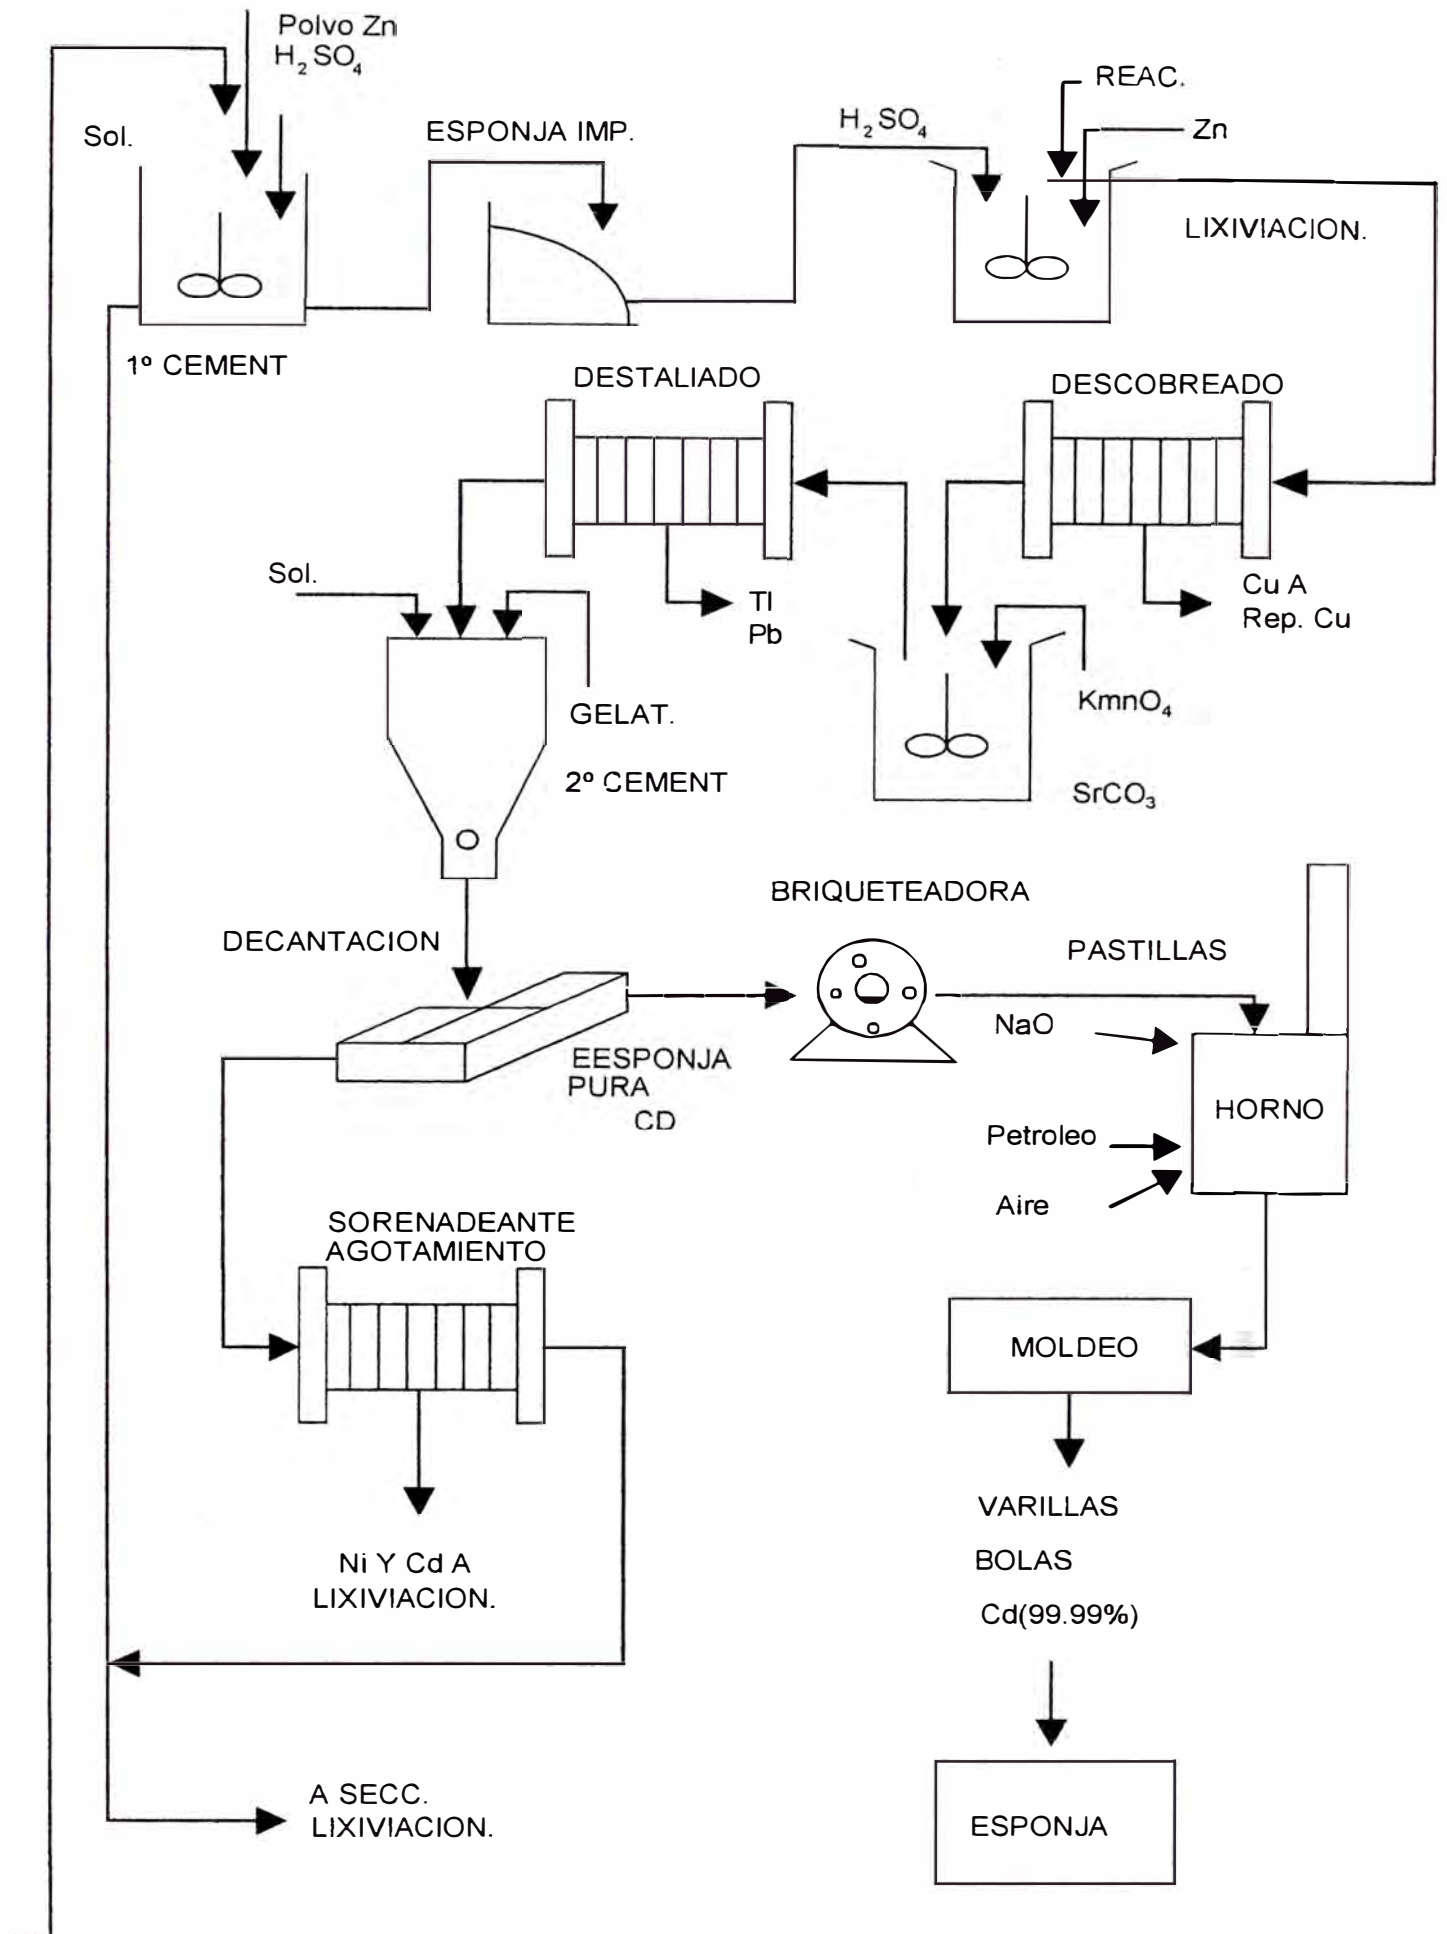 Polvo Zn
H₂SO₄
Sol.
ESPONJA IMP.
H₂SO₄
REAC.
Zn
LIXIVIACION.
1º CEMENT
DESTALIADO
DESCOBREADO
Sol.
Tl
Pb
Cu A
Rep. Cu
GELAT.
KmnO₄
2º CEMENT
SrCO₃
BRIQUETEADORA
DECANTACION
PASTILLAS
NaO
EESPONJA
PURA
CD
HORNO
Petroleo
Aire
SORENADEANTE
AGOTAMIENTO
MOLDEO
VARILLAS
BOLAS
Cd(99.99%)
Ni Y Cd A
LIXIVIACION.
A SECC.
LIXIVIACION.
ESPONJA